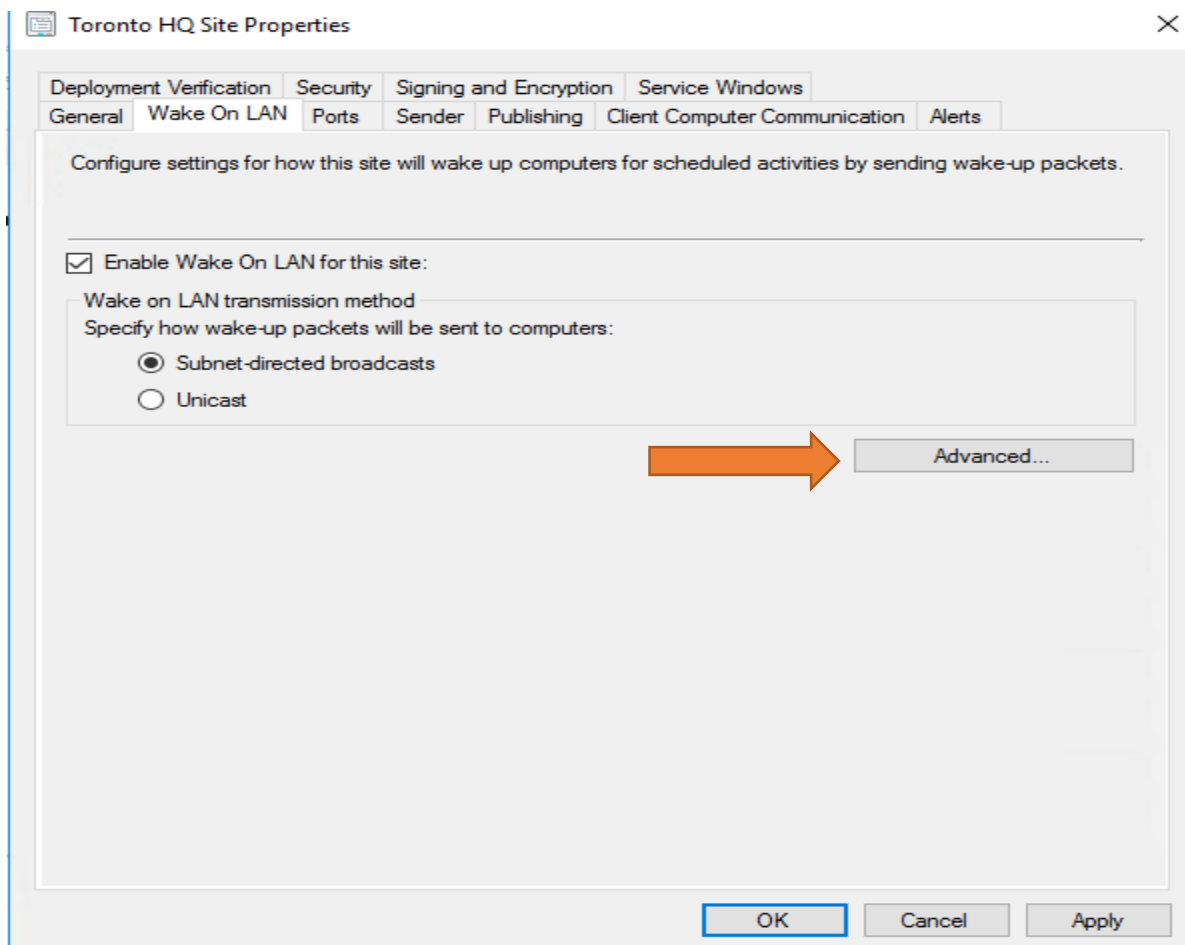 Toronto HQ Site Properties
Deployment Verification Security Signing and Encryption Service Windows
General Wake On LAN Ports Sender Publishing Client Computer Communication Alerts
Configure settings for how this site will wake up computers for scheduled activities by sending wake-up packets.
Enable Wake On LAN for this site:
Wake on LAN transmission method
Specify how wake-up packets will be sent to computers:
Subnet-directed broadcasts
Unicast
Advanced...
OK Cancel Apply